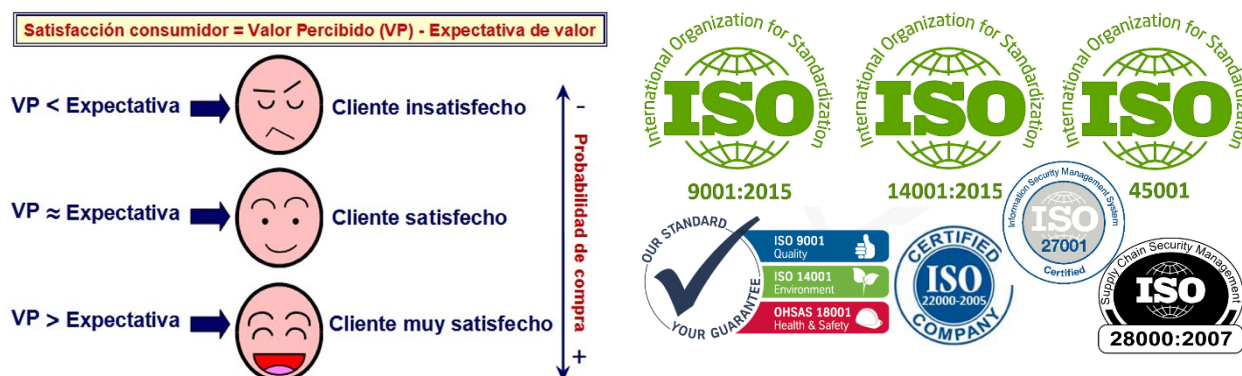 Satisfacción consumidor = Valor Percibido (VP) - Expectativa de valor
VP < Expectativa
Cliente insatisfecho
VP ≈ Expectativa
Cliente satisfecho
VP > Expectativa
Cliente muy satisfecho
−
Probabilidad de compra
+
International Organization for Standardization
ISO
9001:2015
International Organization for Standardization
ISO
14001:2015
International Organization for Standardization
ISO
45001
OUR STANDARD
YOUR GUARANTEE
ISO 9001
Quality
ISO 14001
Environment
OHSAS 18001
Health & Safety
CERTIFIED
ISO
22000-2005
COMPANY
Information Security Management System
ISO
27001
Certified
Supply Chain Security Management
ISO
28000:2007